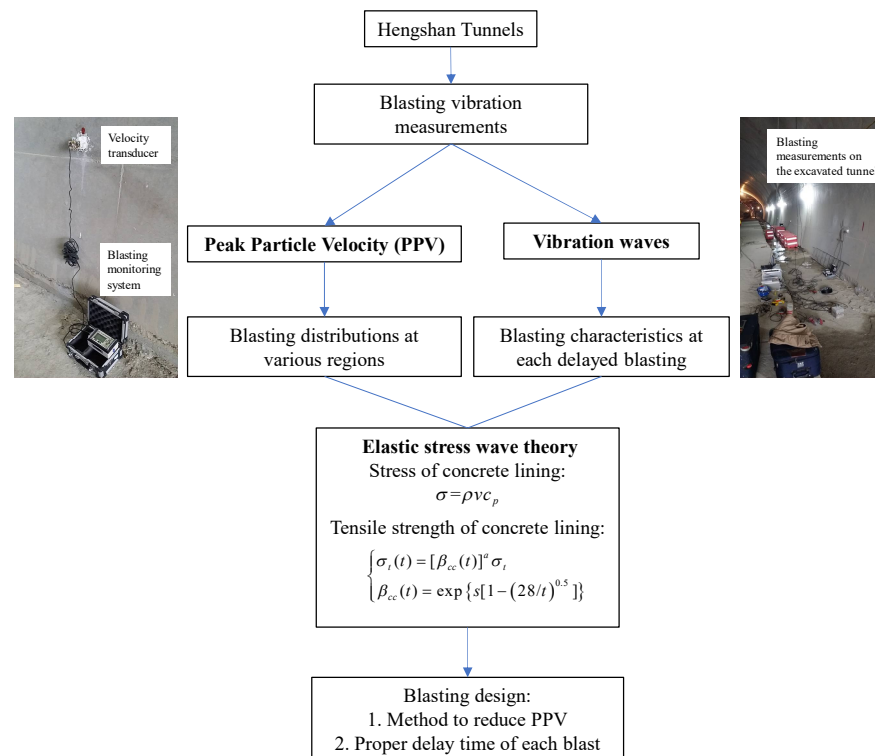 Hengshan Tunnels
Blasting vibration
measurements
Velocity
transducer
Blasting
monitoring
system
Blasting
measurements on
the excavated tunnel
Peak Particle Velocity (PPV)
Vibration waves
Blasting distributions at
various regions
Blasting characteristics at
each delayed blasting
Elastic stress wave theory
Stress of concrete lining:
σ=ρvc_p
Tensile strength of concrete lining:
{σ_t(t)=[β_cc(t)]^a σ_t
β_cc(t)=exp{s[1−(28/t)^0.5]}
Blasting design:
1. Method to reduce PPV
2. Proper delay time of each blast